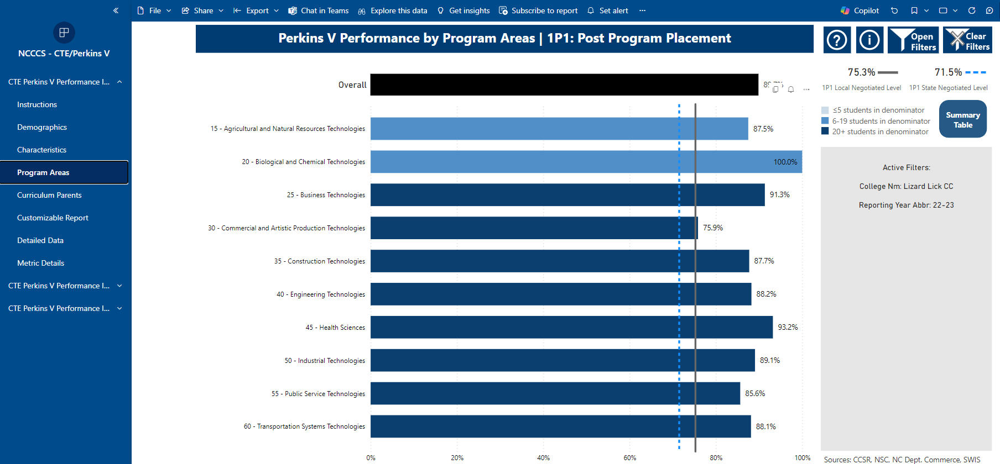 File
Share
Export
Chat in Teams
Explore this data
Get insights
Subscribe to report
Set alert
Copilot
NCCCS - CTE/Perkins V
CTE Perkins V Performance I...
Instructions
Demographics
Characteristics
Program Areas
Curriculum Parents
Customizable Report
Detailed Data
Metric Details
CTE Perkins V Performance I...
CTE Perkins V Performance I...
Perkins V Performance by Program Areas | 1P1: Post Program Placement
Open
Filters
Clear
Filters
75.3%
1P1 Local Negotiated Level
71.5%
1P1 State Negotiated Level
≤5 students in denominator
6-19 students in denominator
20+ students in denominator
Summary
Table
Overall
15 - Agricultural and Natural Resources Technologies 87.5%
20 - Biological and Chemical Technologies 100.0%
25 - Business Technologies 91.3%
30 - Commercial and Artistic Production Technologies 75.9%
35 - Construction Technologies 87.7%
40 - Engineering Technologies 88.2%
45 - Health Sciences 93.2%
50 - Industrial Technologies 89.1%
55 - Public Service Technologies 85.6%
60 - Transportation Systems Technologies 88.1%
0% 20% 40% 60% 80% 100%
Active Filters:
College Nm: Lizard Lick CC
Reporting Year Abbr: 22-23
Sources: CCSR, NSC, NC Dept. Commerce, SWIS